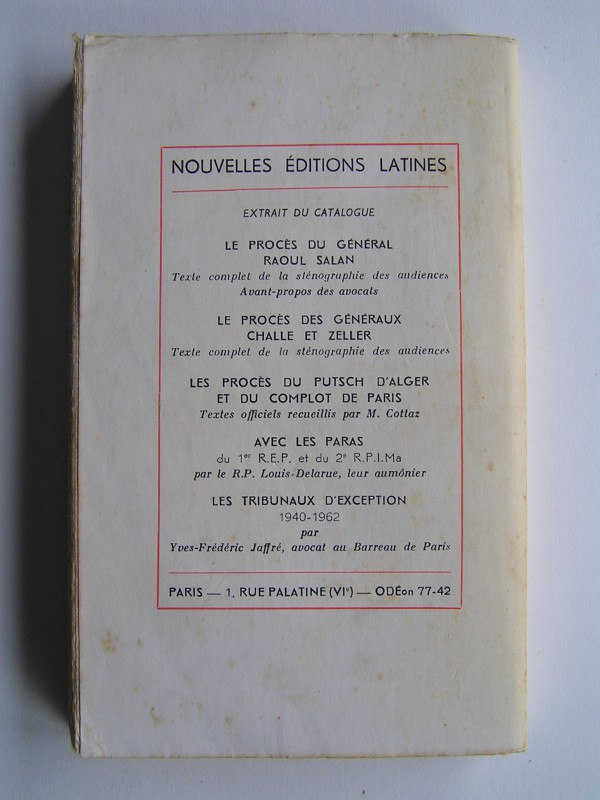 NOUVELLES ÉDITIONS LATINES
EXTRAIT DU CATALOGUE
LE PROCÈS DU GÉNÉRAL
RAOUL SALAN
Texte complet de la sténographie des audiences
Avant-propos des avocats
LE PROCÈS DES GÉNÉRAUX
CHALLE ET ZELLER
Texte complet de la sténographie des audiences
LES PROCÈS DU PUTSCH D'ALGER
ET DU COMPLOT DE PARIS
Textes officiels recueillis par M. Cottaz
AVEC LES PARAS
du 1er R.E.P. et du 2e R.P.I.Ma
par le R.P. Louis-Delarue, leur aumônier
LES TRIBUNAUX D'EXCEPTION
1940-1962
par
Yves-Frédéric Jaffré, avocat au Barreau de Paris
PARIS — 1, RUE PALATINE (VIe) — ODÉon 77-42